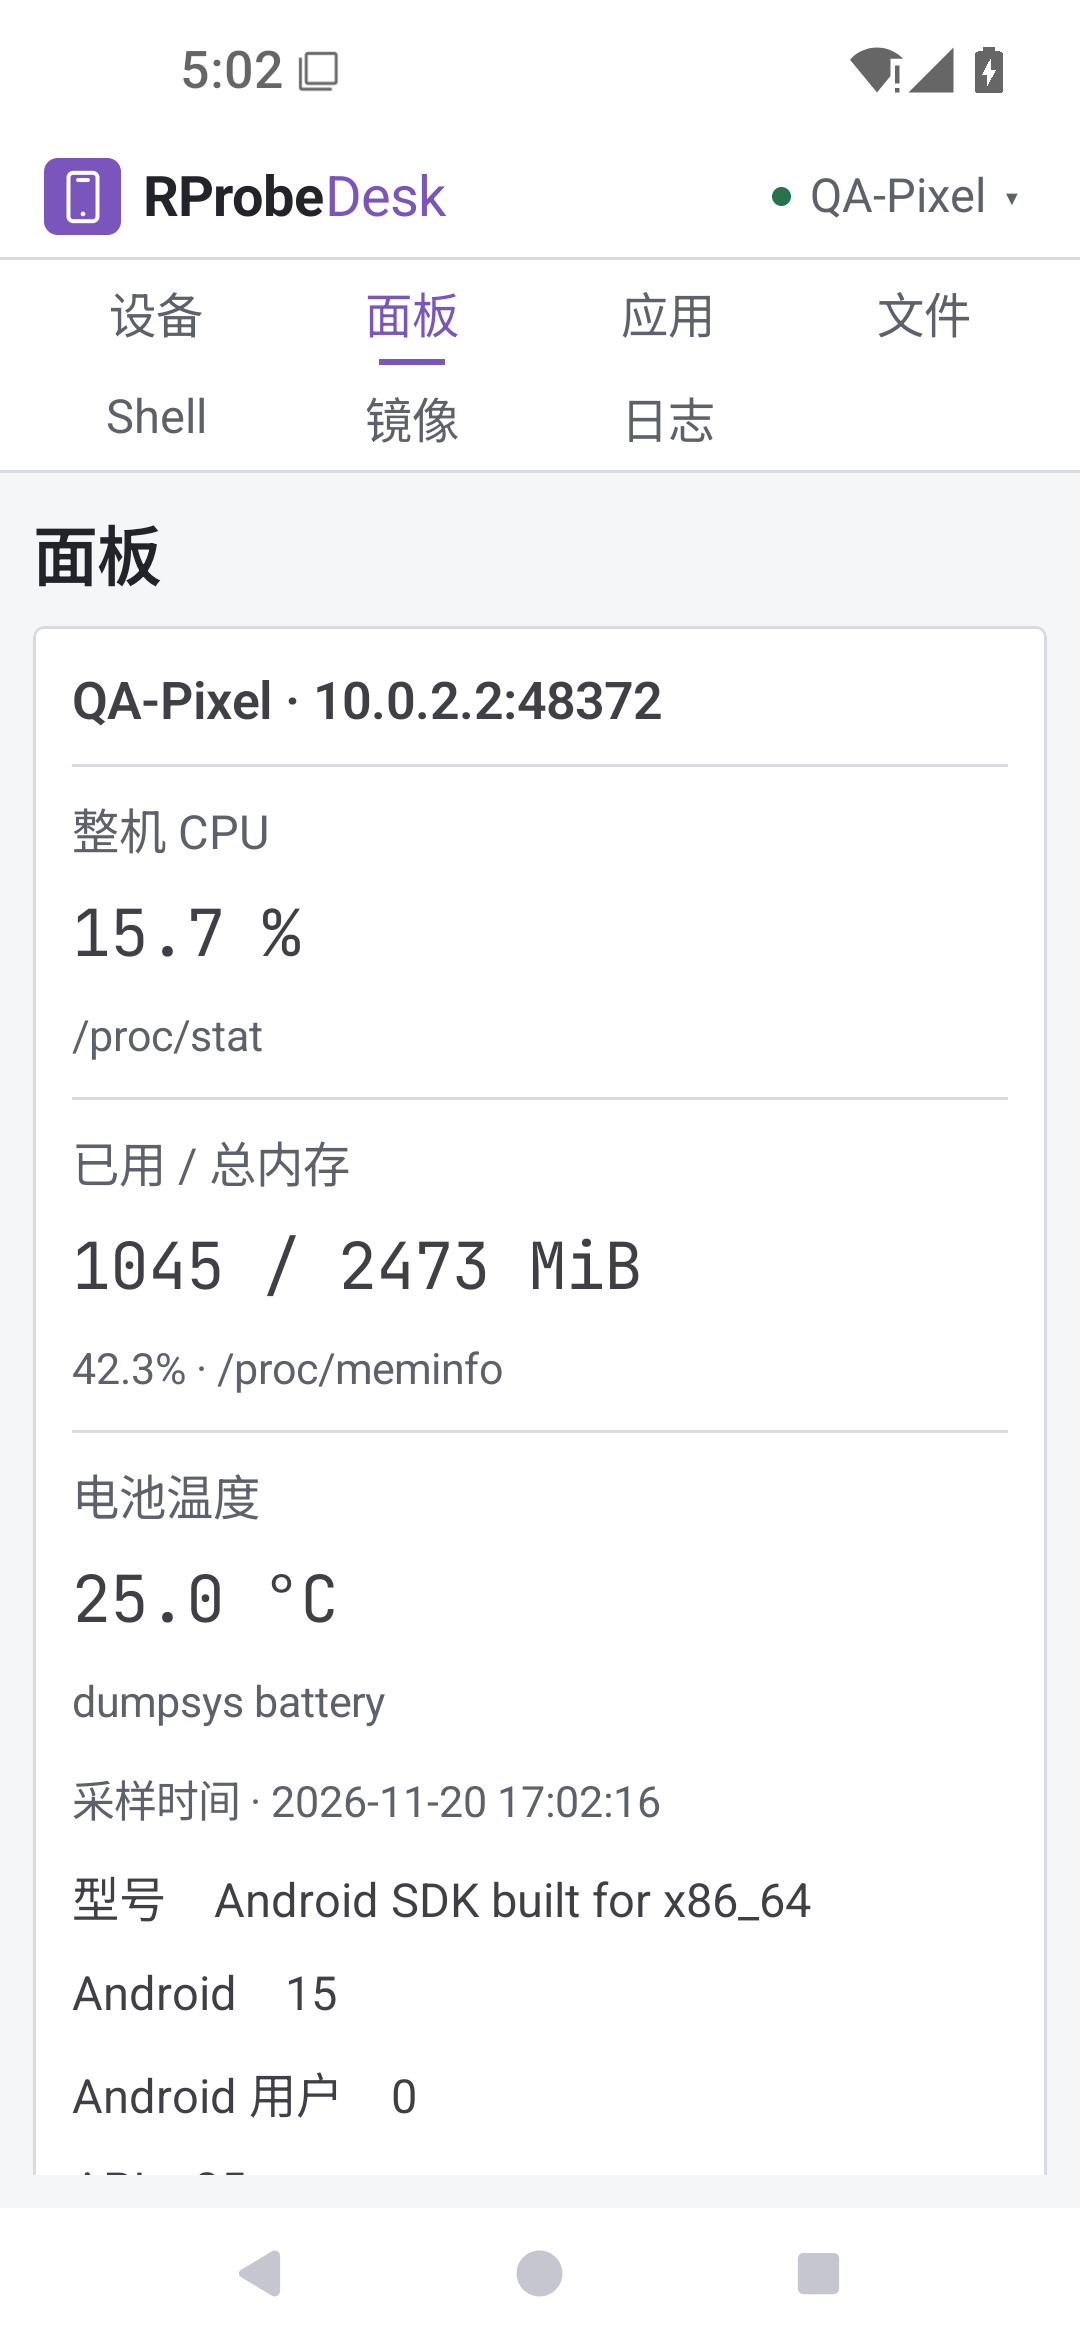 5:02
RProbeDesk
QA-Pixel
设备 面板 应用 文件
Shell 镜像 日志
面板
QA-Pixel · 10.0.2.2:48372
整机 CPU
15.7 %
/proc/stat
已用 / 总内存
1045 / 2473 MiB
42.3% · /proc/meminfo
电池温度
25.0 °C
dumpsys battery
采样时间 · 2026-11-20 17:02:16
型号 Android SDK built for x86_64
Android 15
Android 用户 0